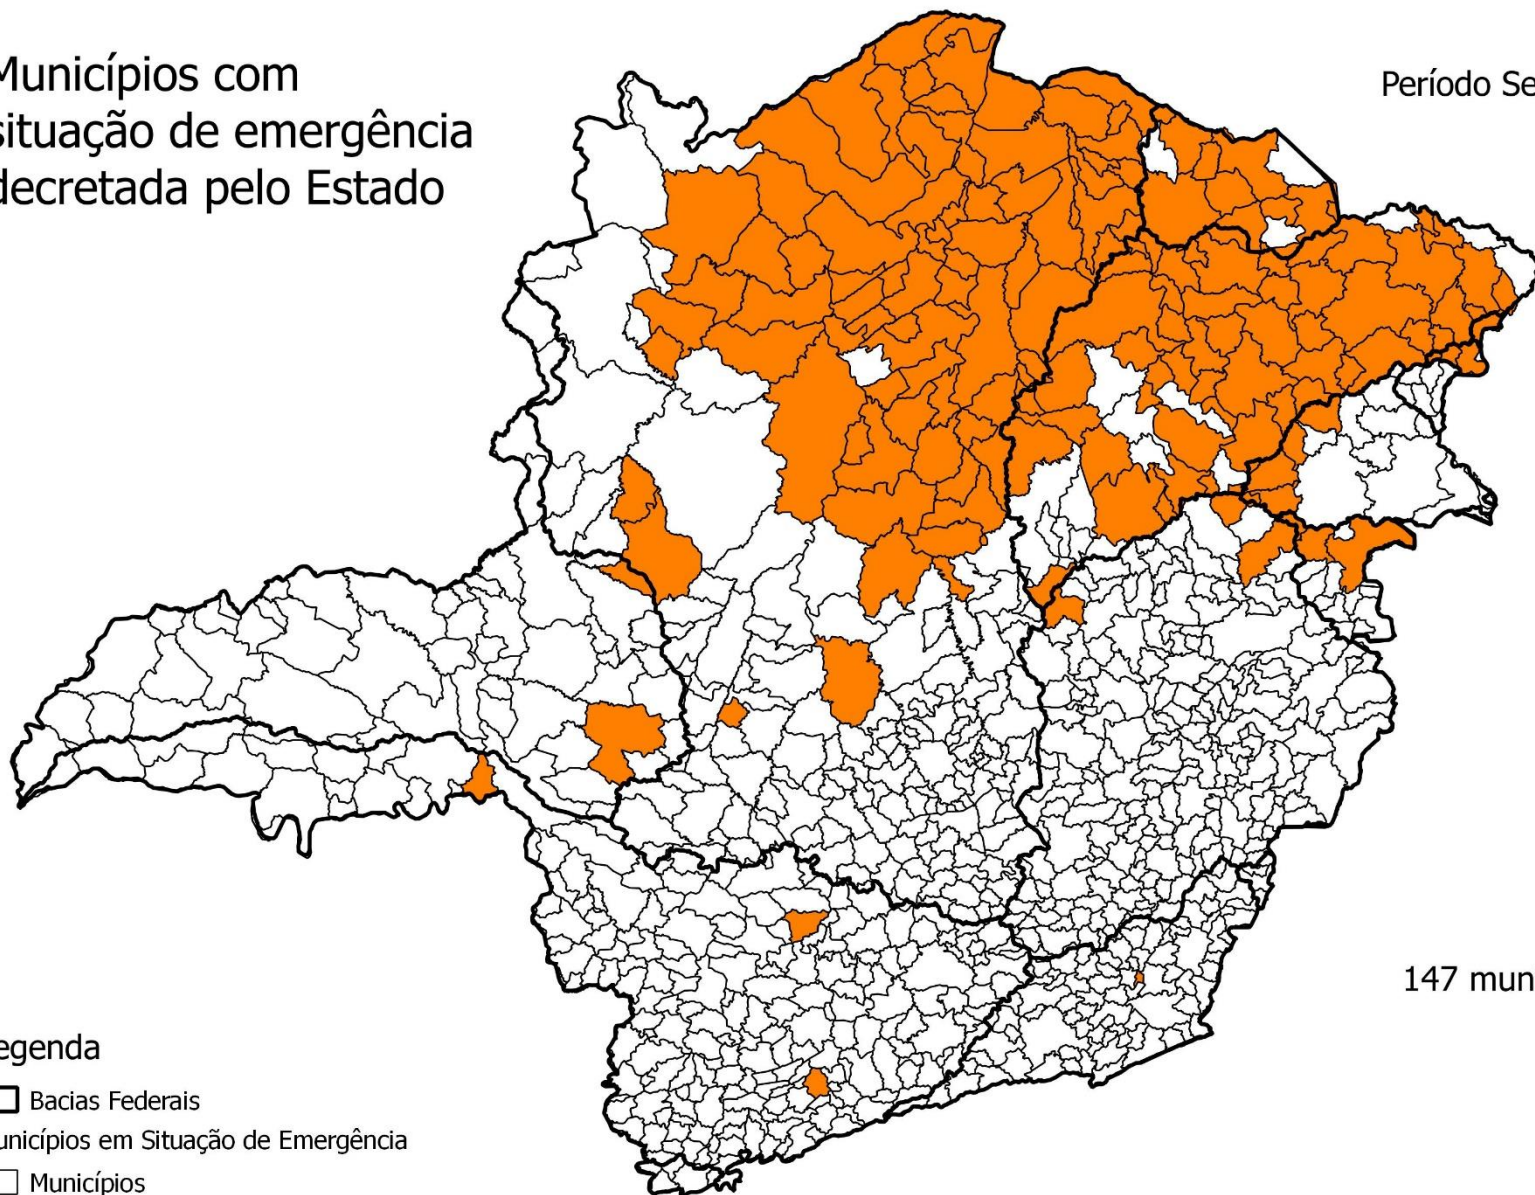 Municípios com
situação de emergência
decretada pelo Estado
Período Se
147 mun
egenda
Bacias Federais
unicípios em Situação de Emergência
Municípios